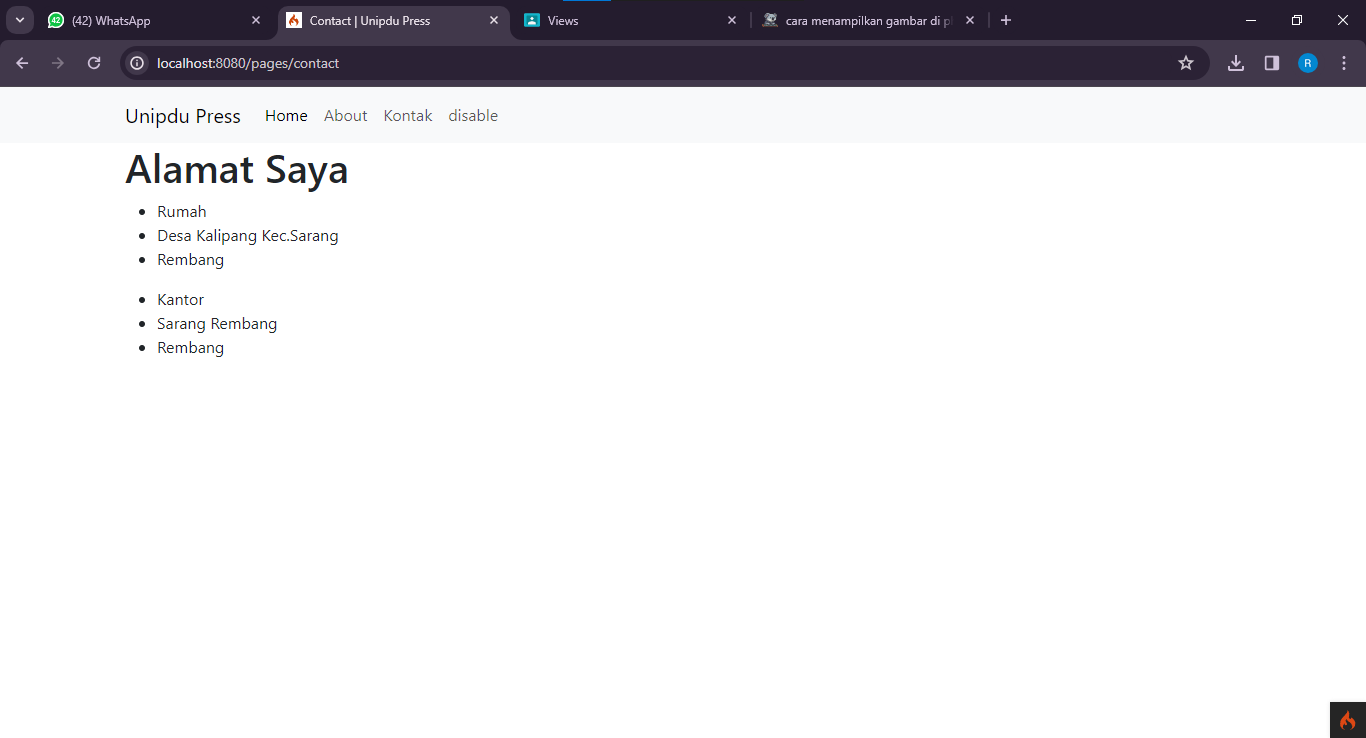 42 (42) WhatsApp
Contact | Unipdu Press
Views
cara menampilkan gambar di p
localhost:8080/pages/contact
R
Unipdu Press Home About Kontak disable
Alamat Saya
Rumah
Desa Kalipang Kec.Sarang
Rembang
Kantor
Sarang Rembang
Rembang